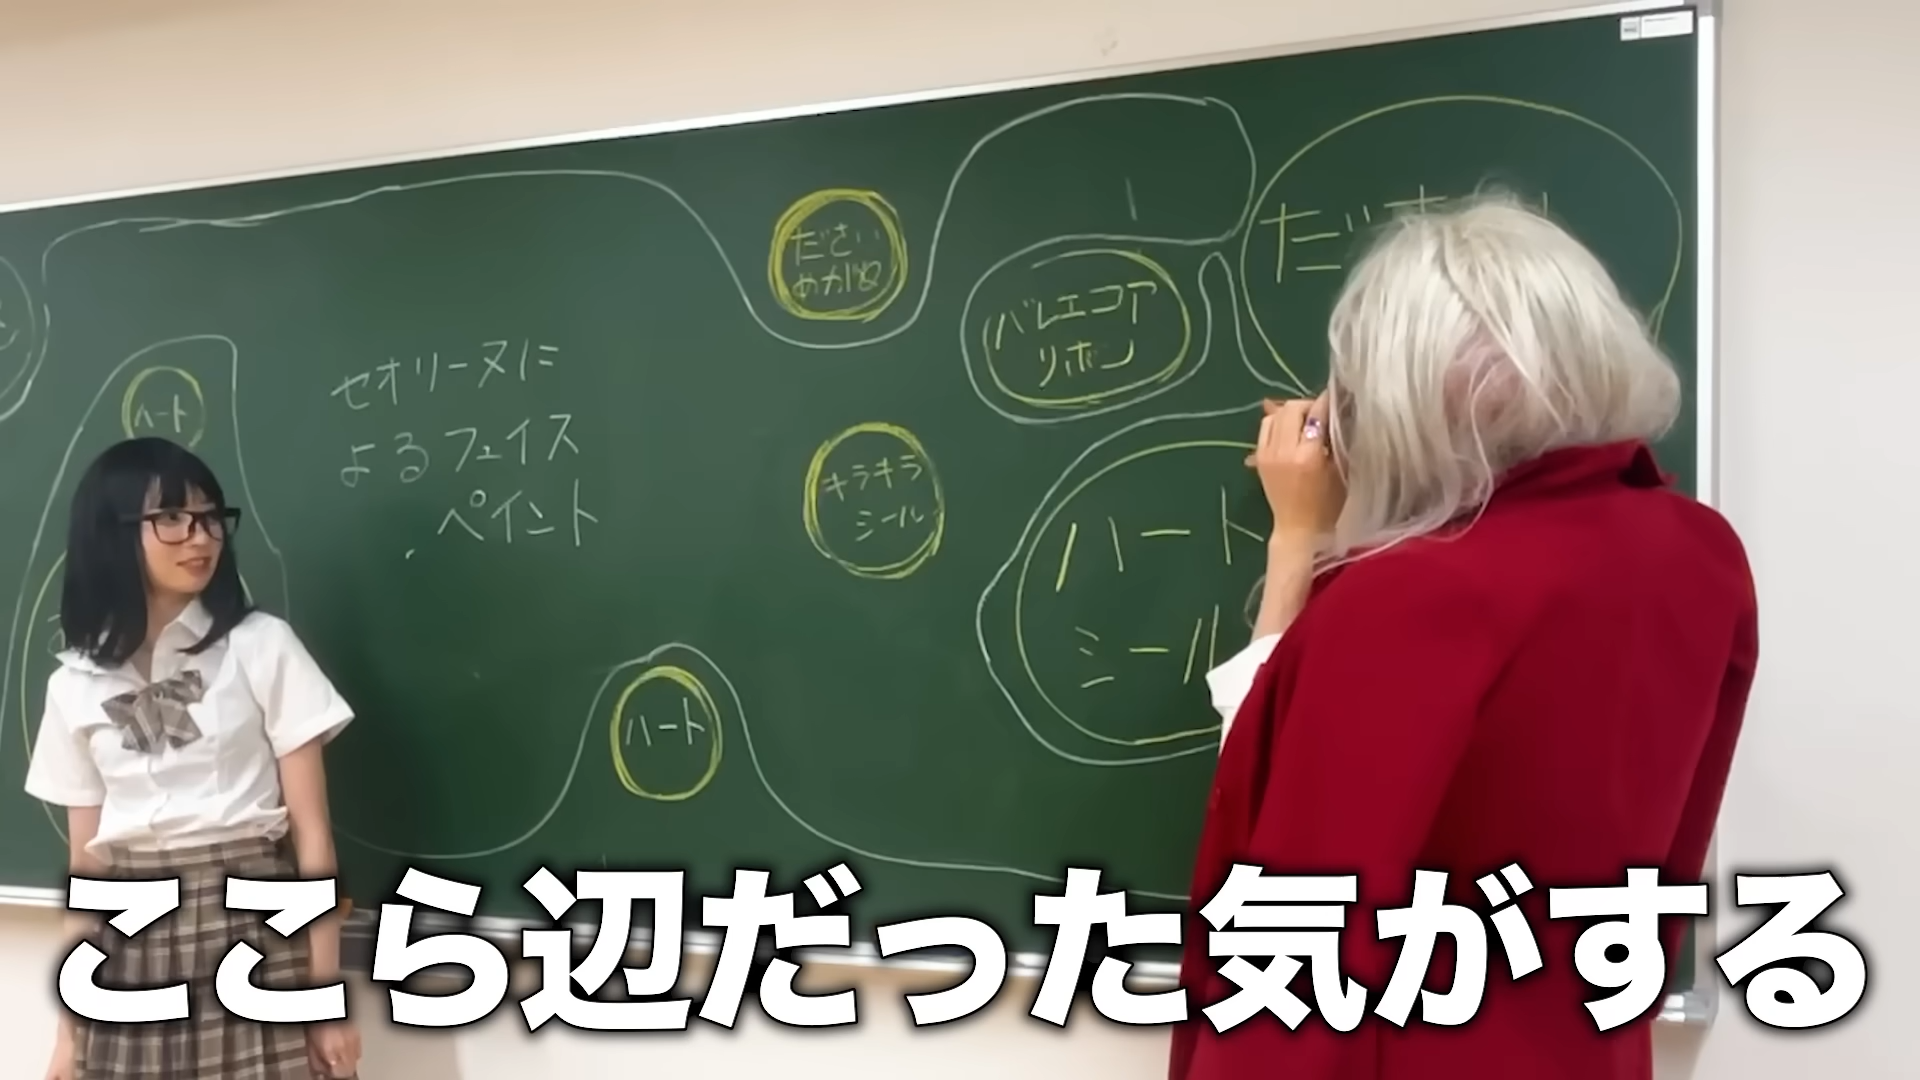 ださい
めがね
バレエコア
リボン
ハート
セオリーヌに
よるフェイス
ペイント
キラキラ
シール
ハート
シール
ハート
ここら辺だった気がする